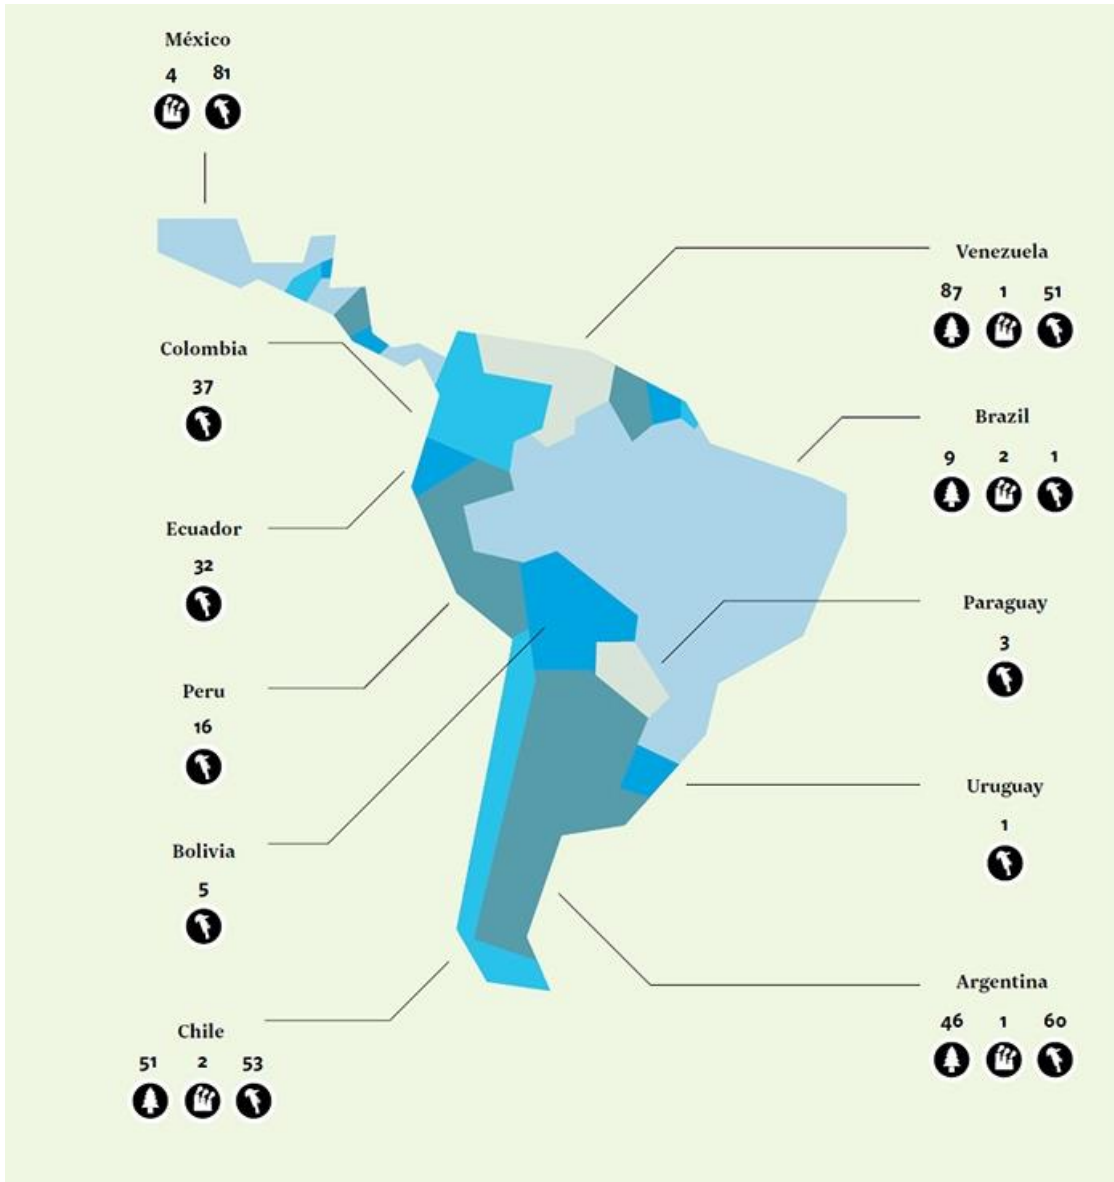 México
4 81
Colombia
37
Ecuador
32
Peru
16
Bolivia
5
Chile
51 2 53
Venezuela
87 1 51
Brazil
9 2 1
Paraguay
3
Uruguay
1
Argentina
46 1 60